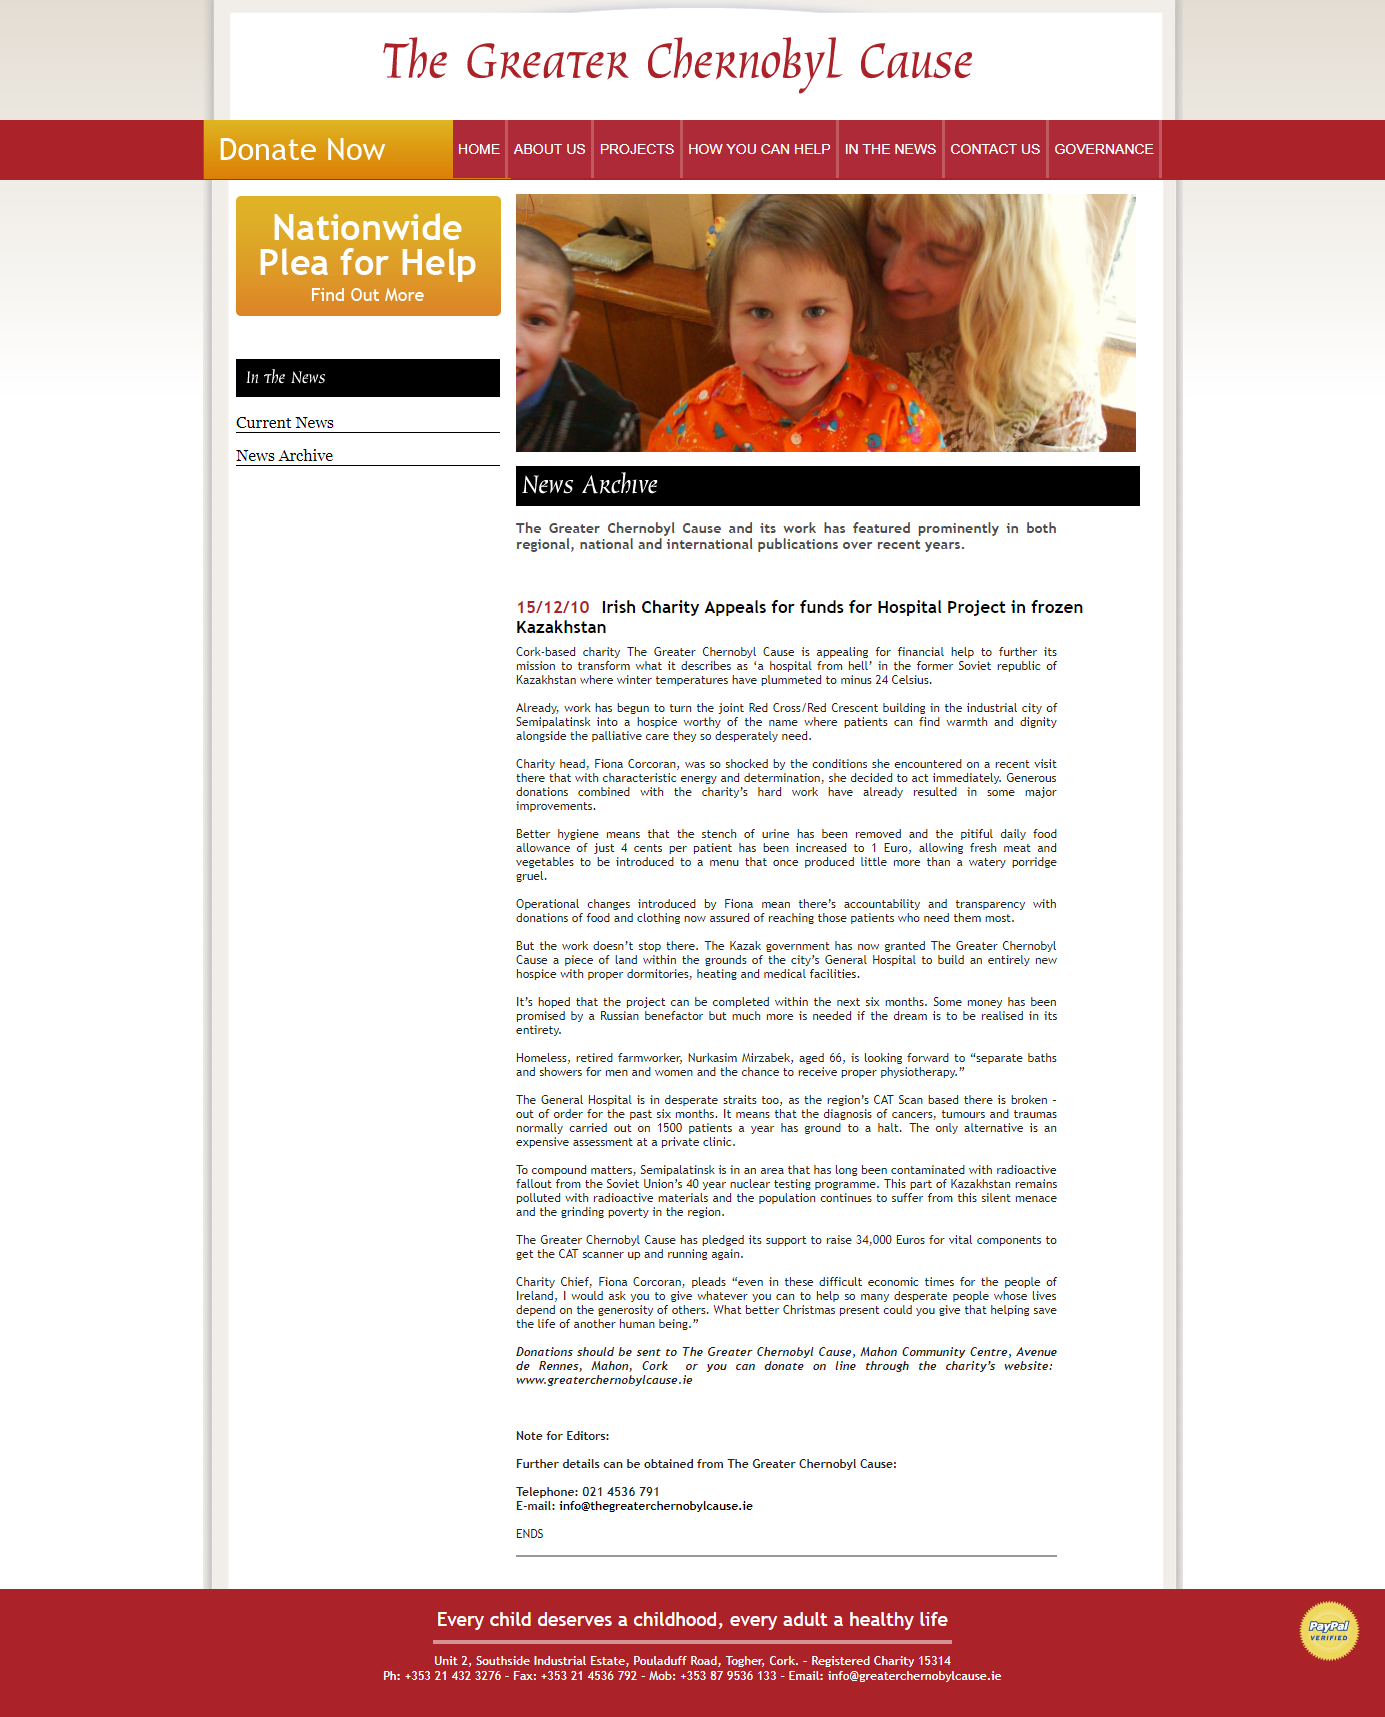 The Greater Chernobyl Cause
Donate Now
HOME
ABOUT US
PROJECTS
HOW YOU CAN HELP
IN THE NEWS
CONTACT US
GOVERNANCE
Nationwide
Plea for Help
Find Out More
In the News
Current News
News Archive
News Archive
The Greater Chernobyl Cause and its work has featured prominently in both
regional, national and international publications over recent years.
15/12/10 Irish Charity Appeals for funds for Hospital Project in frozen
Kazakhstan
Cork-based charity The Greater Chernobyl Cause is appealing for financial help to further its
mission to transform what it describes as ‘a hospital from hell’ in the former Soviet republic of
Kazakhstan where winter temperatures have plummeted to minus 24 Celsius.
Already, work has begun to turn the joint Red Cross/Red Crescent building in the industrial city of
Semipalatinsk into a hospice worthy of the name where patients can find warmth and dignity
alongside the palliative care they so desperately need.
Charity head, Fiona Corcoran, was so shocked by the conditions she encountered on a recent visit
there that with characteristic energy and determination, she decided to act immediately. Generous
donations combined with the charity’s hard work have already resulted in some major
improvements.
Better hygiene means that the stench of urine has been removed and the pitiful daily food
allowance of just 4 cents per patient has been increased to 1 Euro, allowing fresh meat and
vegetables to be introduced to a menu that once produced little more than a watery porridge
gruel.
Operational changes introduced by Fiona mean there’s accountability and transparency with
donations of food and clothing now assured of reaching those patients who need them most.
But the work doesn’t stop there. The Kazak government has now granted The Greater Chernobyl
Cause a piece of land within the grounds of the city’s General Hospital to build an entirely new
hospice with proper dormitories, heating and medical facilities.
It’s hoped that the project can be completed within the next six months. Some money has been
promised by a Russian benefactor but much more is needed if the dream is to be realised in its
entirety.
Homeless, retired farmworker, Nurkasim Mirzabek, aged 66, is looking forward to “separate baths
and showers for men and women and the chance to receive proper physiotherapy.”
The General Hospital is in desperate straits too, as the region’s CAT Scan based there is broken –
out of order for the past six months. It means that the diagnosis of cancers, tumours and traumas
normally carried out on 1500 patients a year has ground to a halt. The only alternative is an
expensive assessment at a private clinic.
To compound matters, Semipalatinsk is in an area that has long been contaminated with radioactive
fallout from the Soviet Union’s 40 year nuclear testing programme. This part of Kazakhstan remains
polluted with radioactive materials and the population continues to suffer from this silent menace
and the grinding poverty in the region.
The Greater Chernobyl Cause has pledged its support to raise 34,000 Euros for vital components to
get the CAT scanner up and running again.
Charity Chief, Fiona Corcoran, pleads “even in these difficult economic times for the people of
Ireland, I would ask you to give whatever you can to help so many desperate people whose lives
depend on the generosity of others. What better Christmas present could you give that helping save
the life of another human being.”
Donations should be sent to The Greater Chernobyl Cause, Mahon Community Centre, Avenue
de Rennes, Mahon, Cork or you can donate on line through the charity’s website:
www.greaterchernobylcause.ie
Note for Editors:
Further details can be obtained from The Greater Chernobyl Cause:
Telephone: 021 4536 791
E-mail: info@thegreaterchernobylcause.ie
ENDS
Every child deserves a childhood, every adult a healthy life
Unit 2, Southside Industrial Estate, Pouladuff Road, Togher, Cork. - Registered Charity 15314
Ph: +353 21 432 3276 - Fax: +353 21 4536 792 - Mob: +353 87 9536 133 - Email: info@greaterchernobylcause.ie
PayPal
VERIFIED